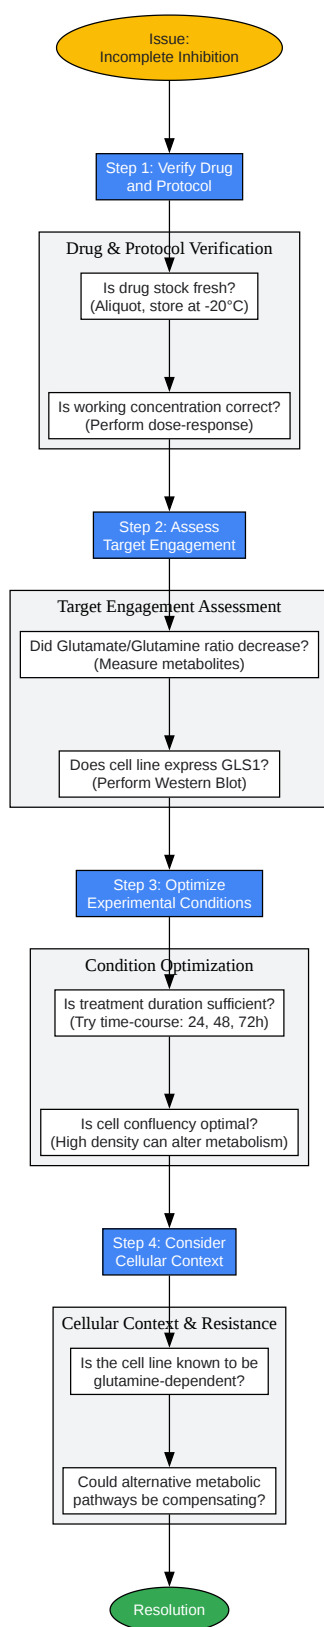 Issue:
Incomplete Inhibition
Step 1: Verify Drug
and Protocol
Drug & Protocol Verification
Is drug stock fresh?
(Aliquot, store at -20°C)
Is working concentration correct?
(Perform dose-response)
Step 2: Assess
Target Engagement
Target Engagement Assessment
Did Glutamate/Glutamine ratio decrease?
(Measure metabolites)
Does cell line express GLS1?
(Perform Western Blot)
Step 3: Optimize
Experimental Conditions
Condition Optimization
Is treatment duration sufficient?
(Try time-course: 24, 48, 72h)
Is cell confluency optimal?
(High density can alter metabolism)
Step 4: Consider
Cellular Context
Cellular Context & Resistance
Is the cell line known to be
glutamine-dependent?
Could alternative metabolic
pathways be compensating?
Resolution